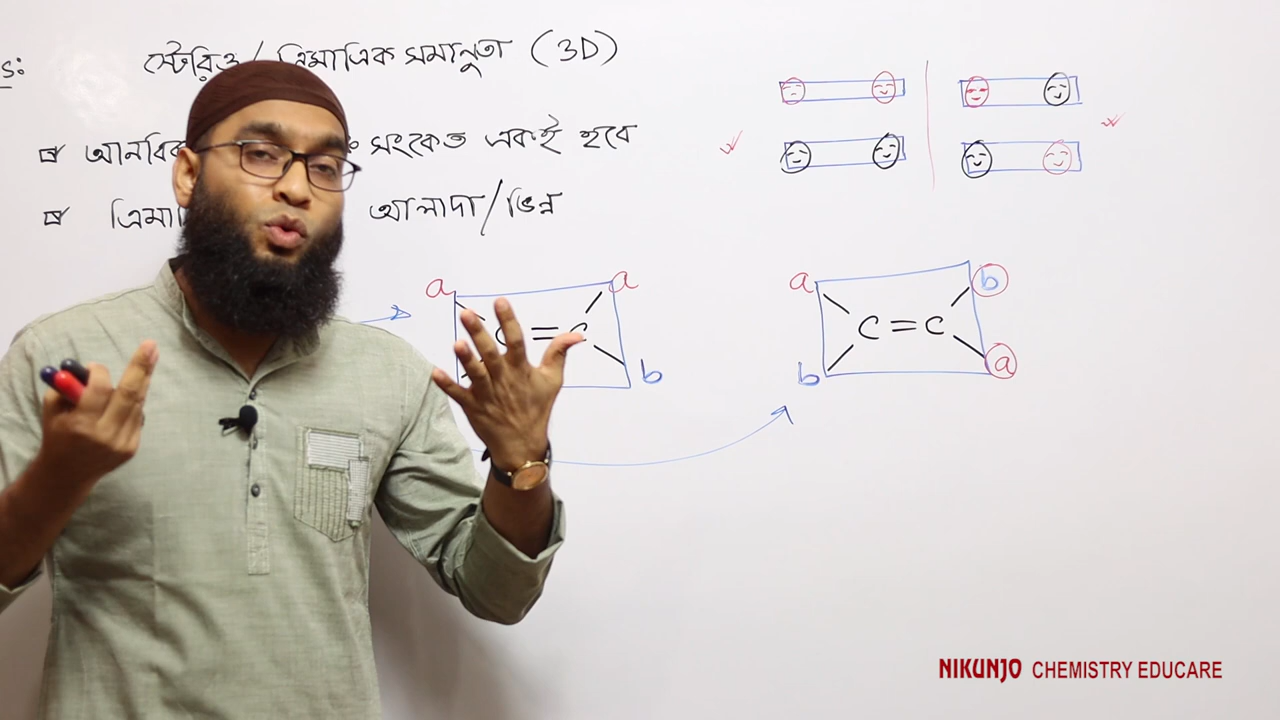 স্টেরিও/ত্রিমাত্রিক সমানুতা (3D)
সংকেত একই হবে
আলাদা/ভিন্ন
a a
C = C
b
a b
C = C
b a
NIKUNJO CHEMISTRY EDUCARE